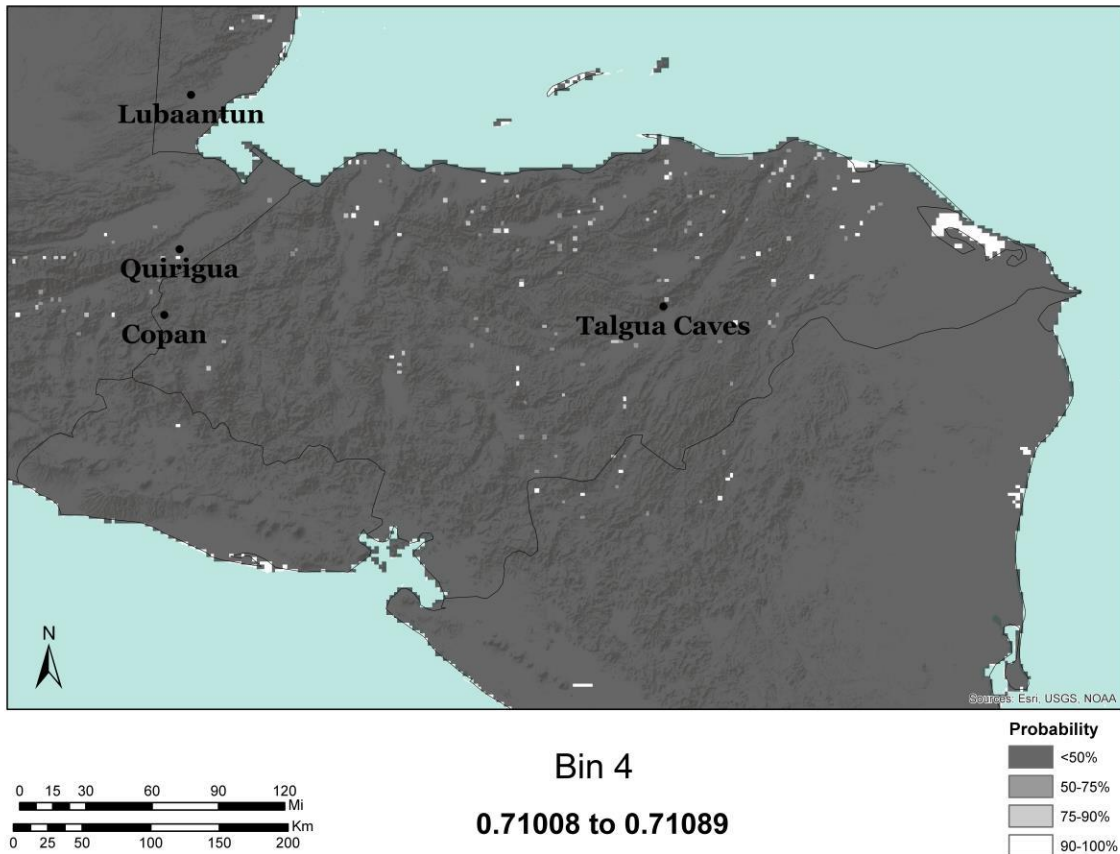 Lubaantun
Quirigua
Copan
Talgua Caves
N
Sources: Esri, USGS, NOAA
Bin 4
0.71008 to 0.71089
0 15 30 60 90 120
Mi
Km
0 25 50 100 150 200
Probability
<50%
50-75%
75-90%
90-100%